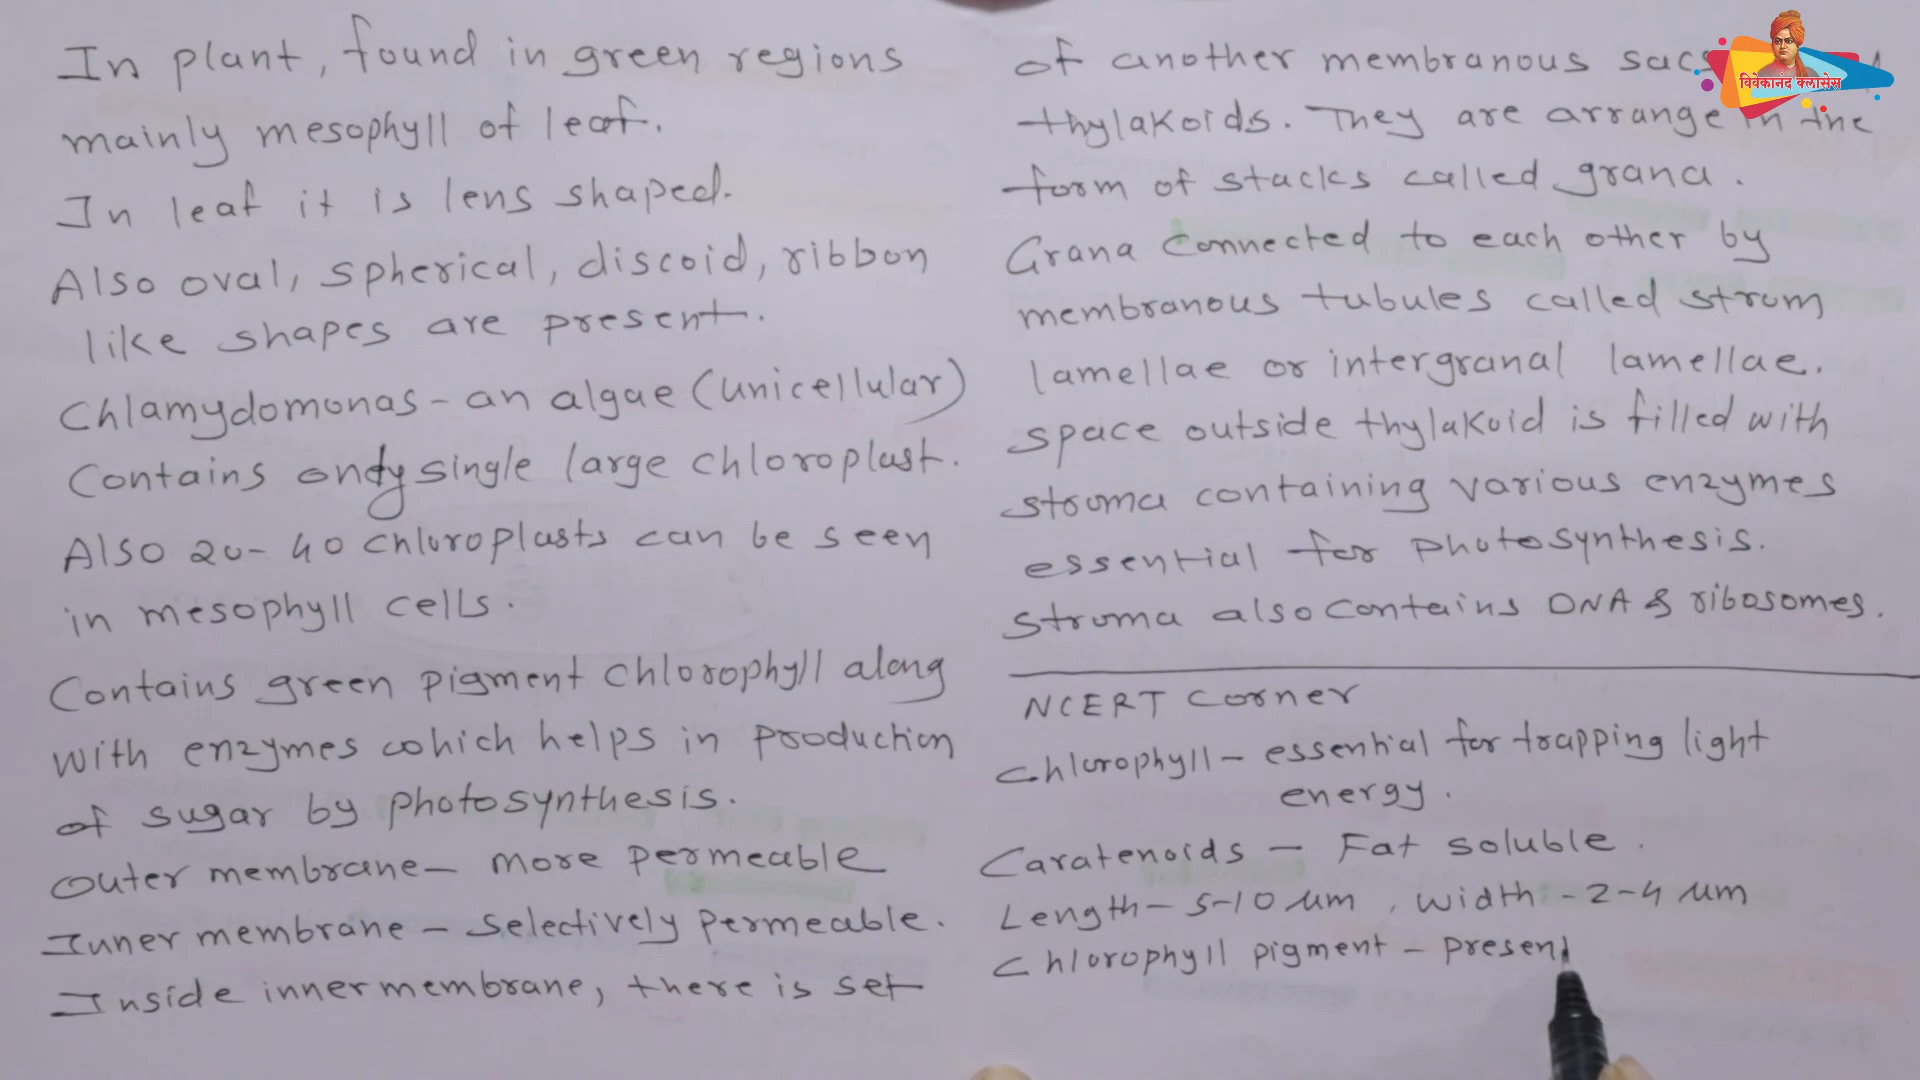 In plant, found in green regions
mainly mesophyll of leaf.
In leaf it is lens shaped.
Also oval, spherical, discoid, ribbon
like shapes are present.
Chlamydomonas - an algae (unicellular)
Contains only single large chloroplast.
Also 20-40 chloroplasts can be seen
in mesophyll cells.
Contains green pigment chlorophyll along
with enzymes which helps in production
of sugar by photosynthesis.
Outer membrane - more permeable
Inner membrane - selectively permeable.
Inside inner membrane, there is set
of another membranous sacs
thylakoids. They are arrange in the
form of stacks called grana.
Grana connected to each other by
membranous tubules called strom
lamellae or intergranal lamellae.
space outside thylakoid is filled with
stroma containing various enzymes
essential for photosynthesis.
Stroma also contains DNA & ribosomes.
NCERT Corner
Chlorophyll - essential for trapping light
energy.
Caratenoids - Fat soluble.
Length - 5-10 μm, width - 2-4 μm
Chlorophyll pigment - presen
विवेकानंद क्लासेस